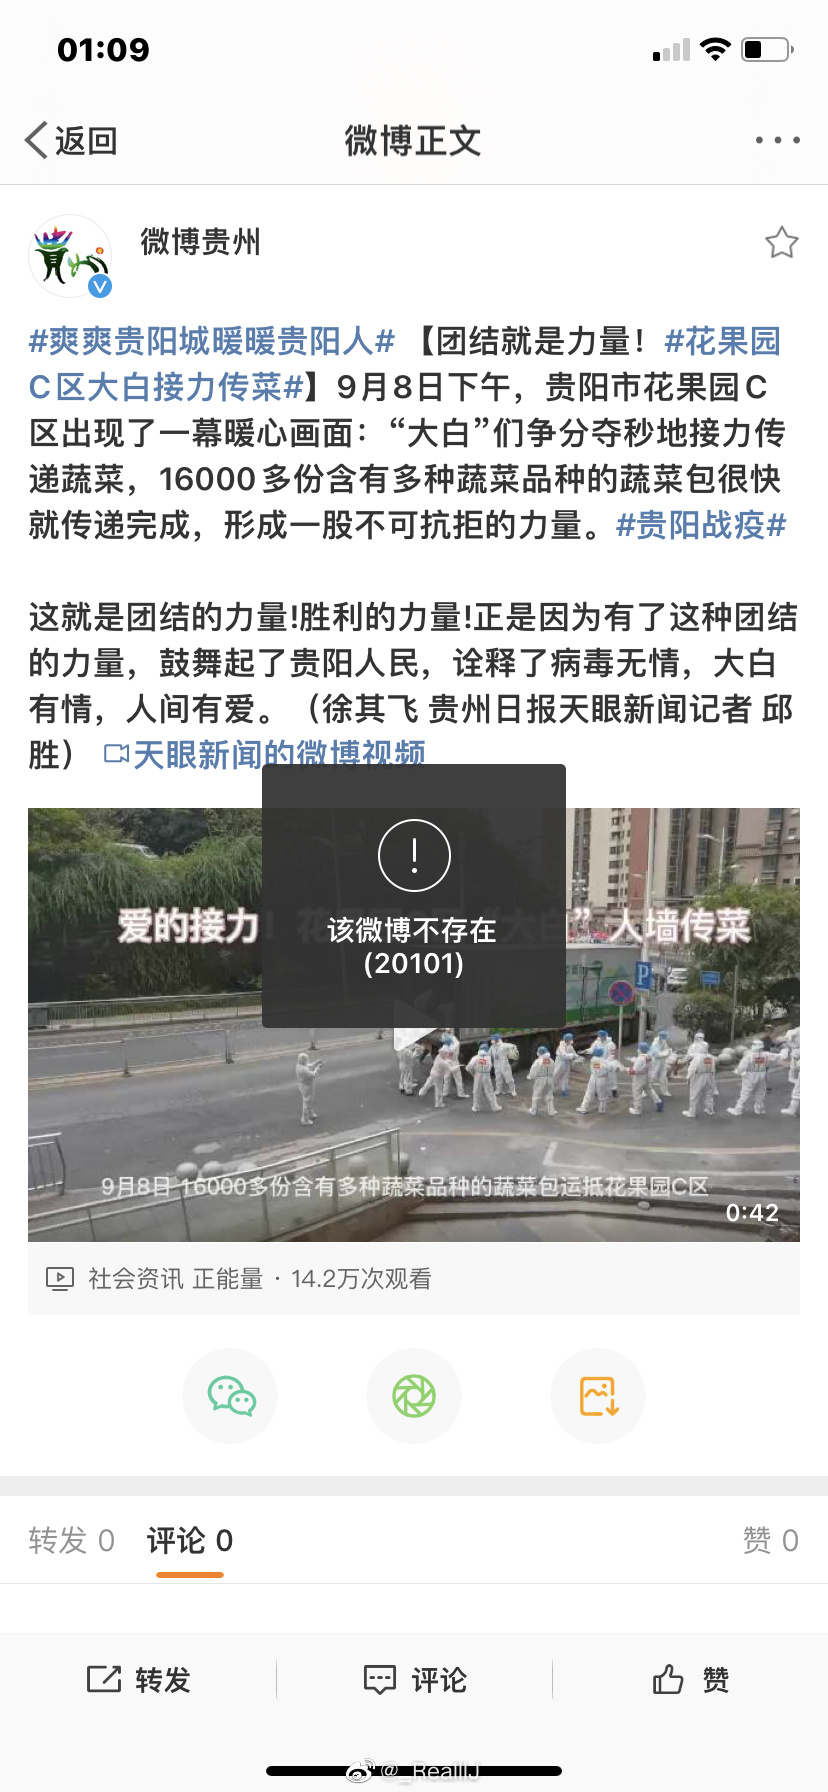 01:09
返回
微博正文
微博贵州
#爽爽贵阳城暖暖贵阳人# 【团结就是力量！#花果园
C区大白接力传菜#】9月8日下午，贵阳市花果园C
区出现了一幕暖心画面：“大白”们争分夺秒地接力传
递蔬菜，16000多份含有多种蔬菜品种的蔬菜包很快
就传递完成，形成一股不可抗拒的力量。#贵阳战疫#
这就是团结的力量!胜利的力量!正是因为有了这种团结
的力量，鼓舞起了贵阳人民，诠释了病毒无情，大白
有情，人间有爱。（徐其飞 贵州日报天眼新闻记者 邱
胜） 天眼新闻的微博视频
爱的接力！花 “大白”人墙传菜
该微博不存在
(20101)
P
9月8日 16000多份含有多种蔬菜品种的蔬菜包运抵花果园C区
0:42
社会资讯 正能量 · 14.2万次观看
转发 0 评论 0 赞 0
转发 评论 赞
@_RealllJ